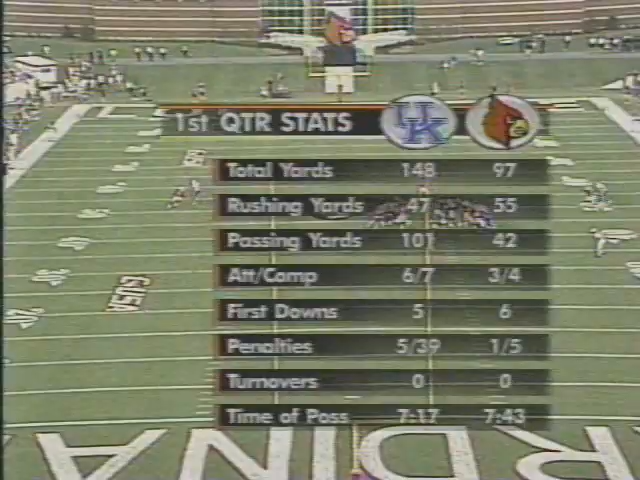 1st QTR STATS UK
Total Yards 148 97
Rushing Yards 47 55
Passing Yards 101 42
Att/Comp 6/7 3/4
First Downs 5 6
Penalties 5/39 1/5
Turnovers 0 0
Time of Poss 7:17 7:43
CUSA
RDINA RD